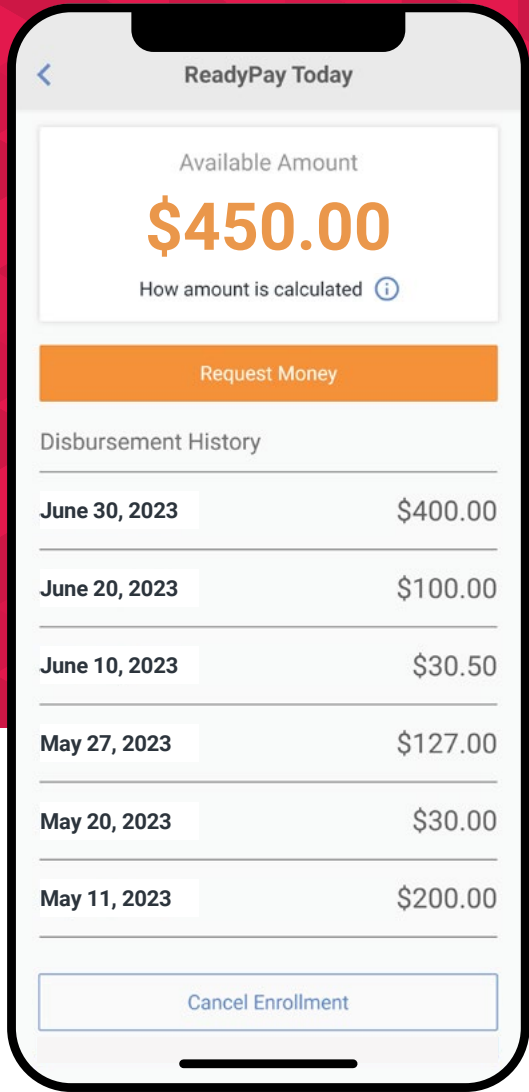 ReadyPay Today
Available Amount
$450.00
How amount is calculated
Request Money
Disbursement History
June 30, 2023 $400.00
June 20, 2023 $100.00
June 10, 2023 $30.50
May 27, 2023 $127.00
May 20, 2023 $30.00
May 11, 2023 $200.00
Cancel Enrollment